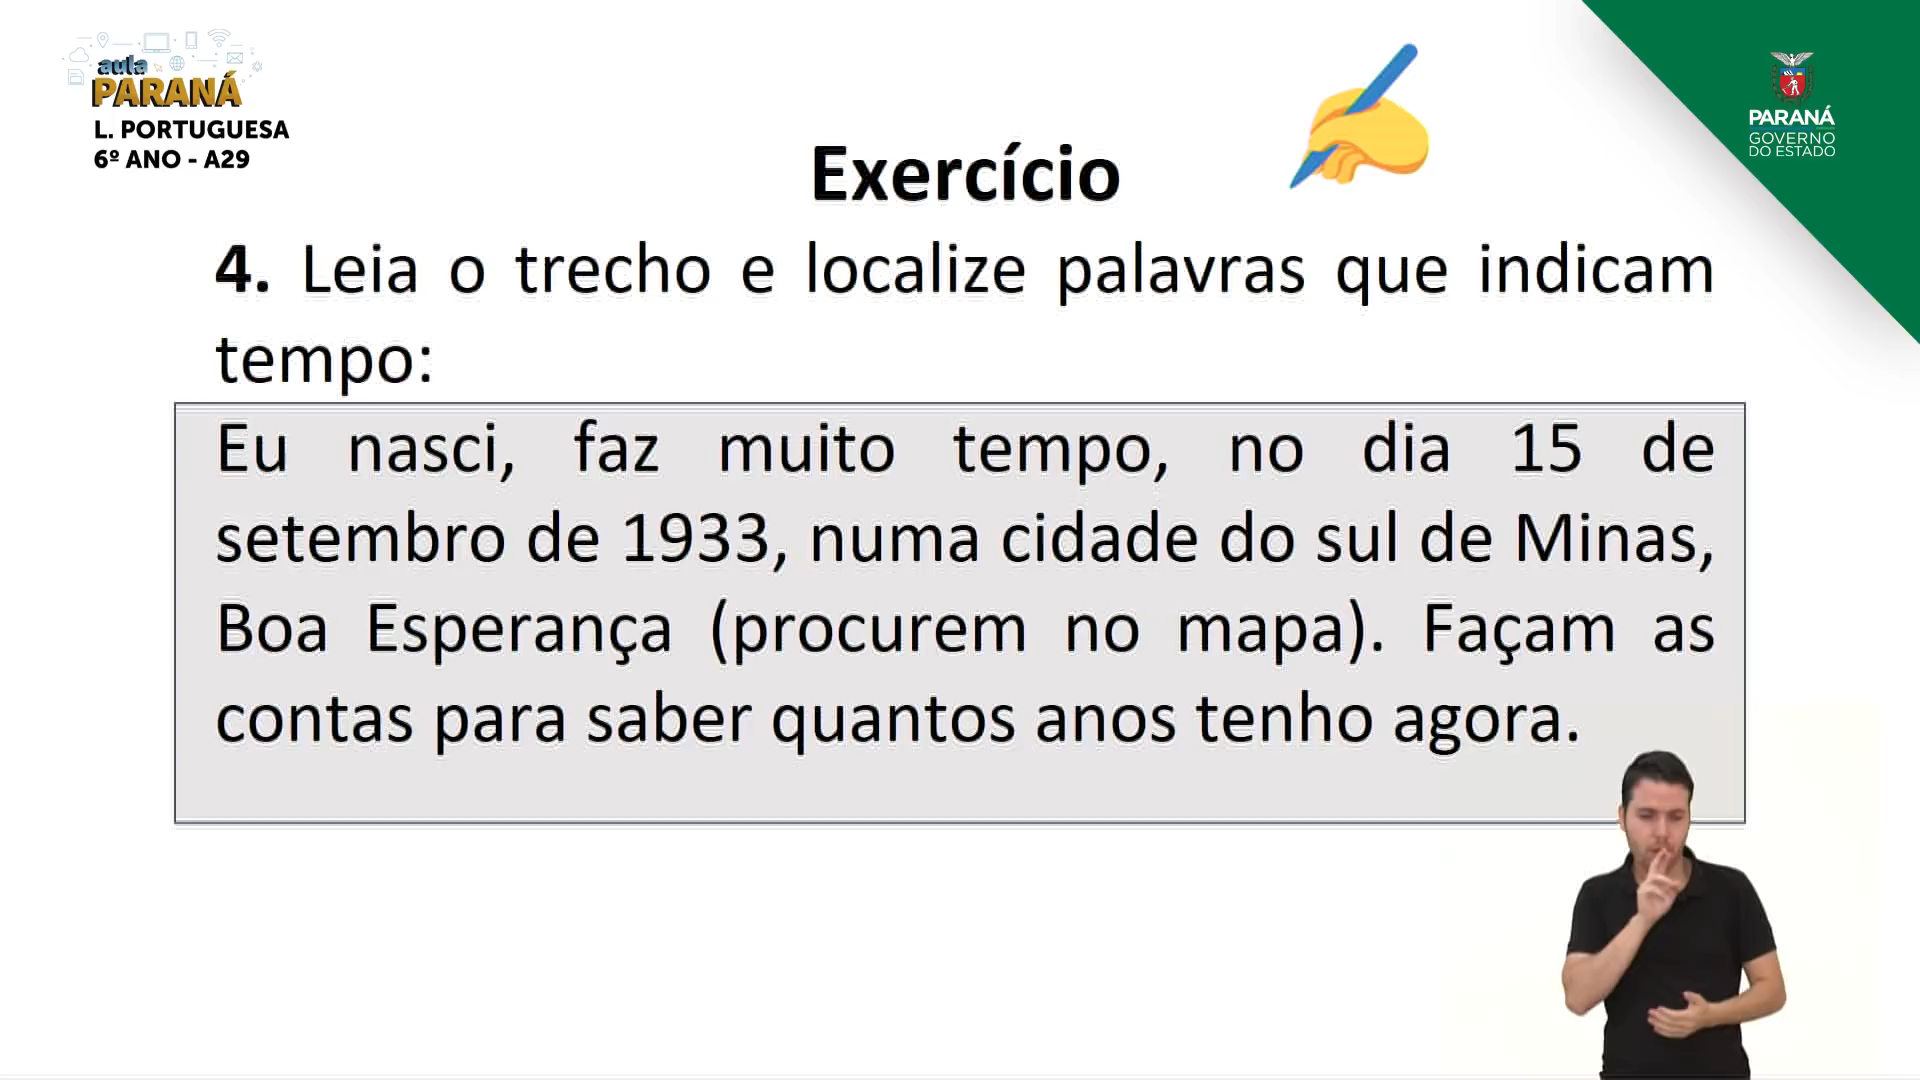 aula
PARANÁ
L. PORTUGUESA
6º ANO - A29
PARANÁ
GOVERNO
DO ESTADO
Exercício
4. Leia o trecho e localize palavras que indicam
tempo:
Eu nasci, faz muito tempo, no dia 15 de
setembro de 1933, numa cidade do sul de Minas,
Boa Esperança (procurem no mapa). Façam as
contas para saber quantos anos tenho agora.